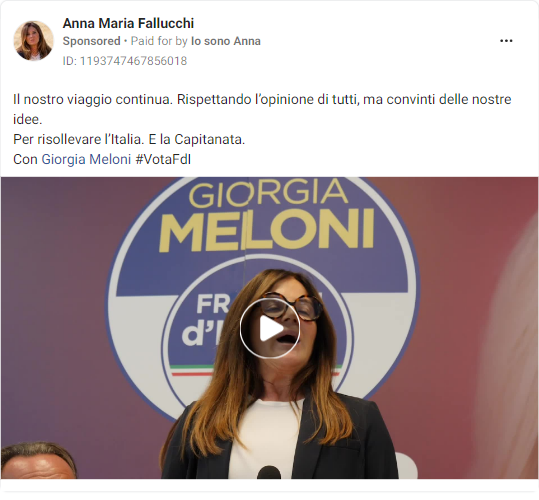 Anna Maria Fallucchi
Sponsored • Paid for by Io sono Anna
ID: 1193747467856018
Il nostro viaggio continua. Rispettando l'opinione di tutti, ma convinti delle nostre
idee.
Per risollevare l'Italia. E la Capitanata.
Con Giorgia Meloni #VotaFdI
GIORGIA
MELONI
FR
d'I